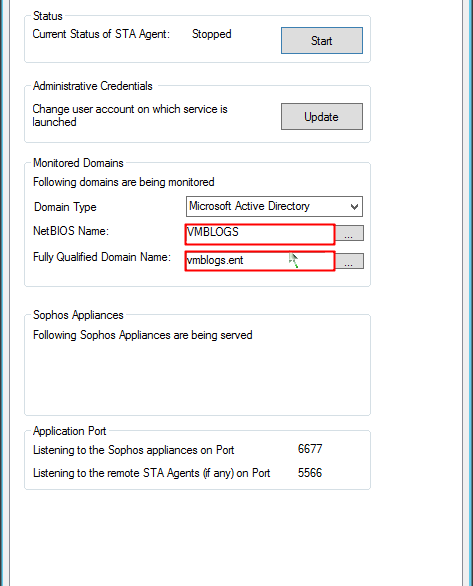 Status
Current Status of STA Agent: Stopped
Start
Administrative Credentials
Change user account on which service is
launched
Update
Monitored Domains
Following domains are being monitored
Domain Type Microsoft Active Directory
NetBIOS Name: VMBLOGS ...
Fully Qualified Domain Name: vmblogs.ent ...
Sophos Appliances
Following Sophos Appliances are being served
Application Port
Listening to the Sophos appliances on Port 6677
Listening to the remote STA Agents (if any) on Port 5566